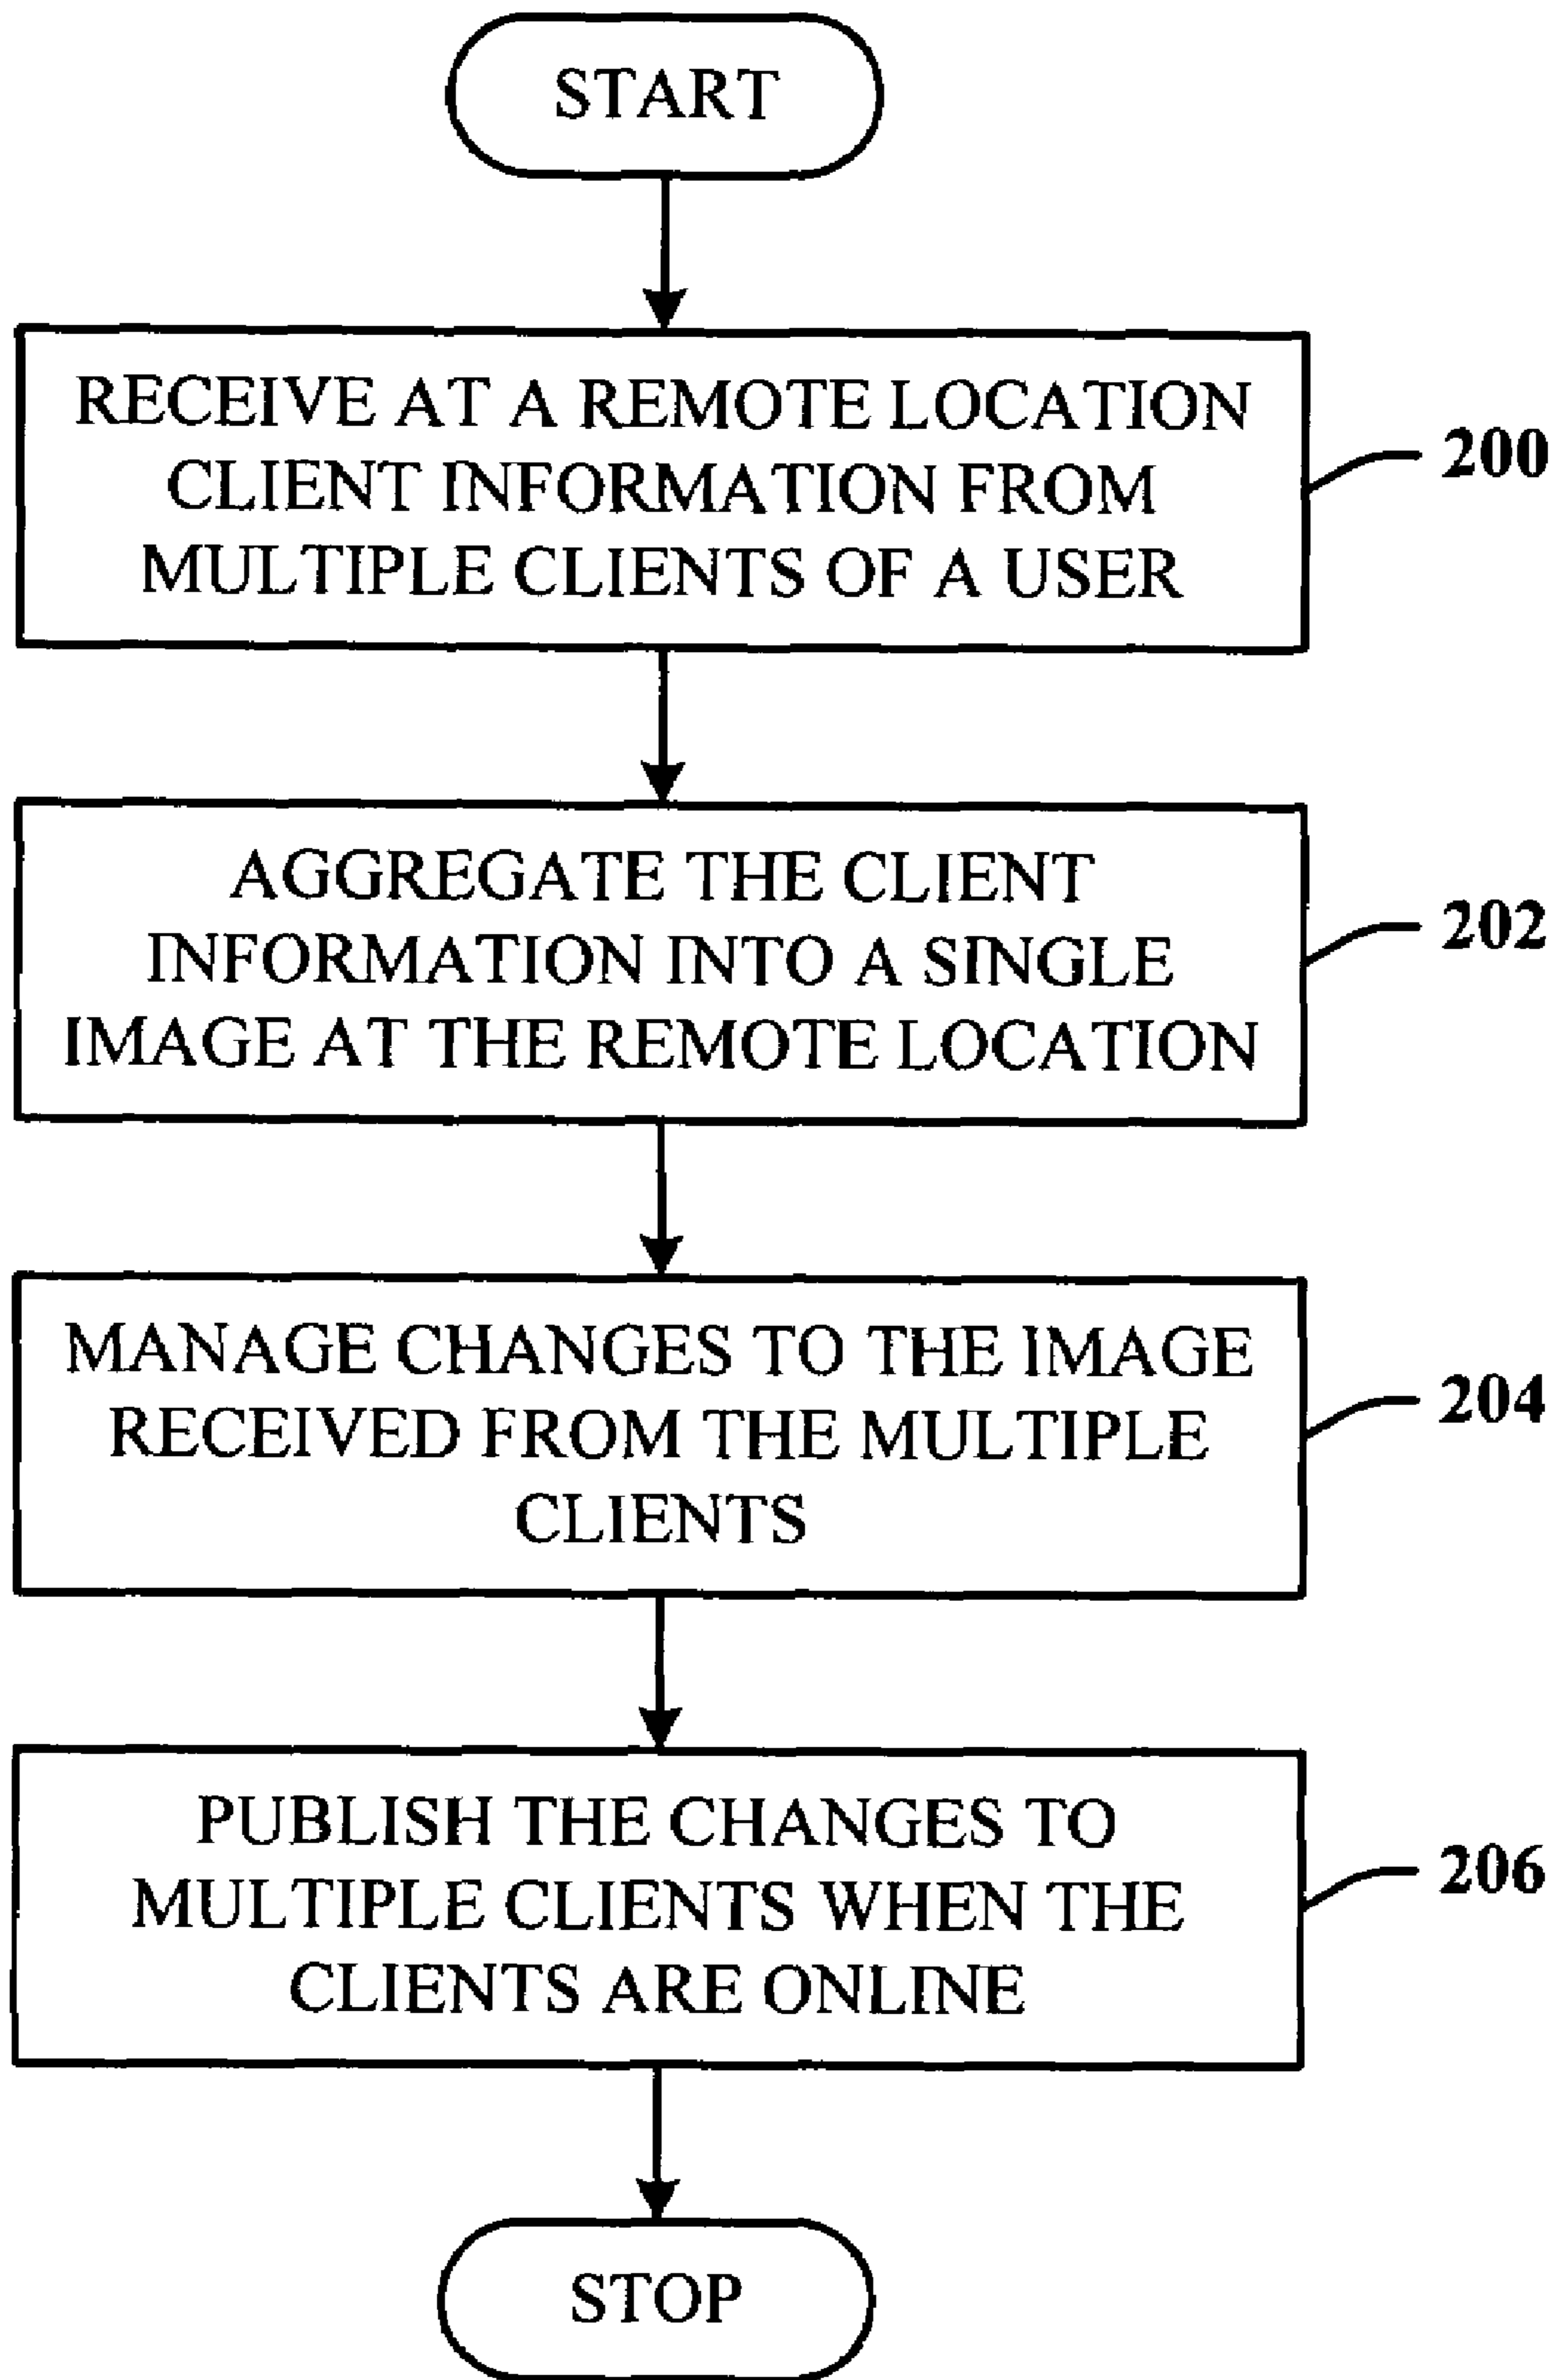 START
RECEIVE AT A REMOTE LOCATION
CLIENT INFORMATION FROM
MULTIPLE CLIENTS OF A USER
200
AGGREGATE THE CLIENT
INFORMATION INTO A SINGLE
IMAGE AT THE REMOTE LOCATION
202
MANAGE CHANGES TO THE IMAGE
RECEIVED FROM THE MULTIPLE
CLIENTS
204
PUBLISH THE CHANGES TO
MULTIPLE CLIENTS WHEN THE
CLIENTS ARE ONLINE
206
STOP